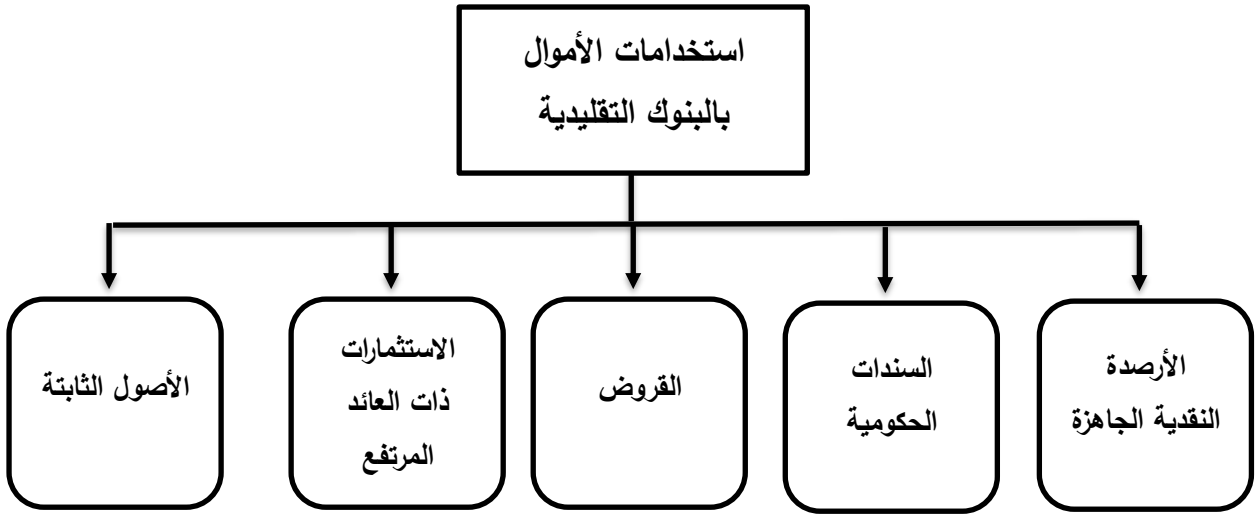 استخدامات الأموال
بالبنوك التقليدية
الأرصدة
النقدية الجاهزة
السندات
الحكومية
القروض
الاستثمارات
ذات العائد
المرتفع
الأصول الثابتة